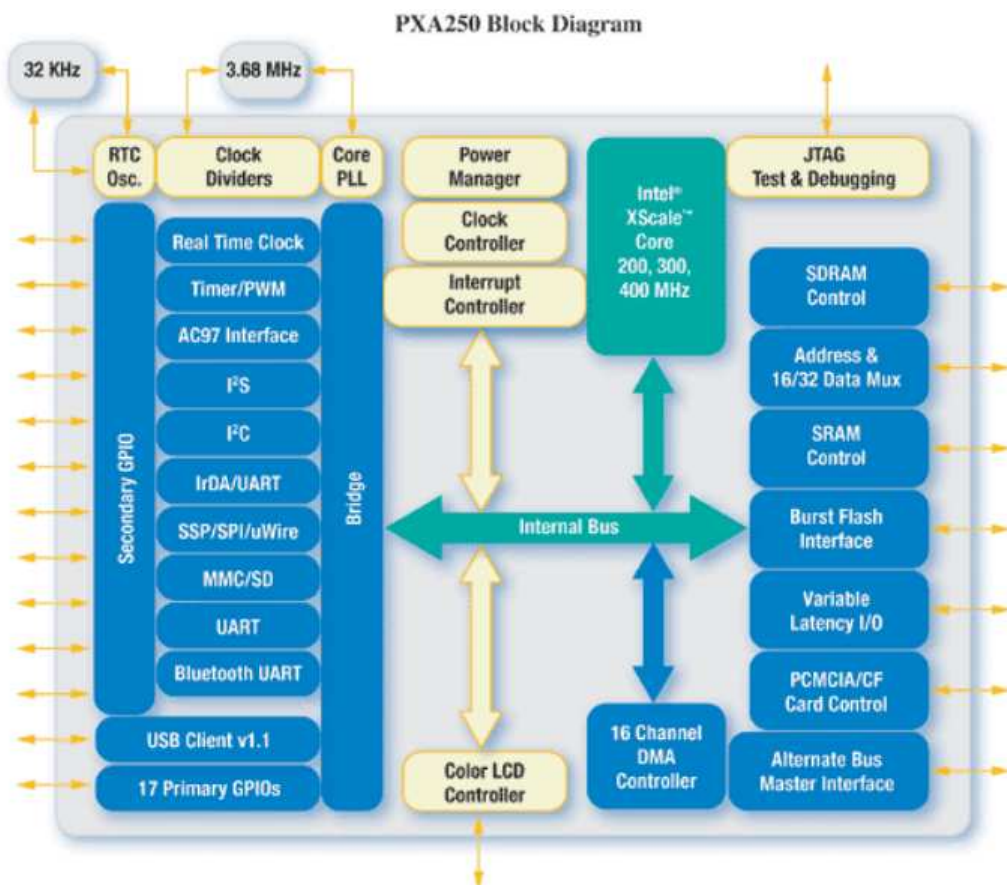 PXA250 Block Diagram
32 KHz
3.68 MHz
RTC
Osc.
Clock
Dividers
Core
PLL
Power
Manager
Intel®
XScale™
Core
200, 300,
400 MHz
JTAG
Test & Debugging
Clock
Controller
Interrupt
Controller
Secondary GPIO
Real Time Clock
Timer/PWM
AC97 Interface
I²S
I²C
IrDA/UART
SSP/SPI/uWire
MMC/SD
UART
Bluetooth UART
USB Client v1.1
17 Primary GPIOs
Bridge
Internal Bus
Color LCD
Controller
16 Channel
DMA
Controller
SDRAM
Control
Address &
16/32 Data Mux
SRAM
Control
Burst Flash
Interface
Variable
Latency I/O
PCMCIA/CF
Card Control
Alternate Bus
Master Interface